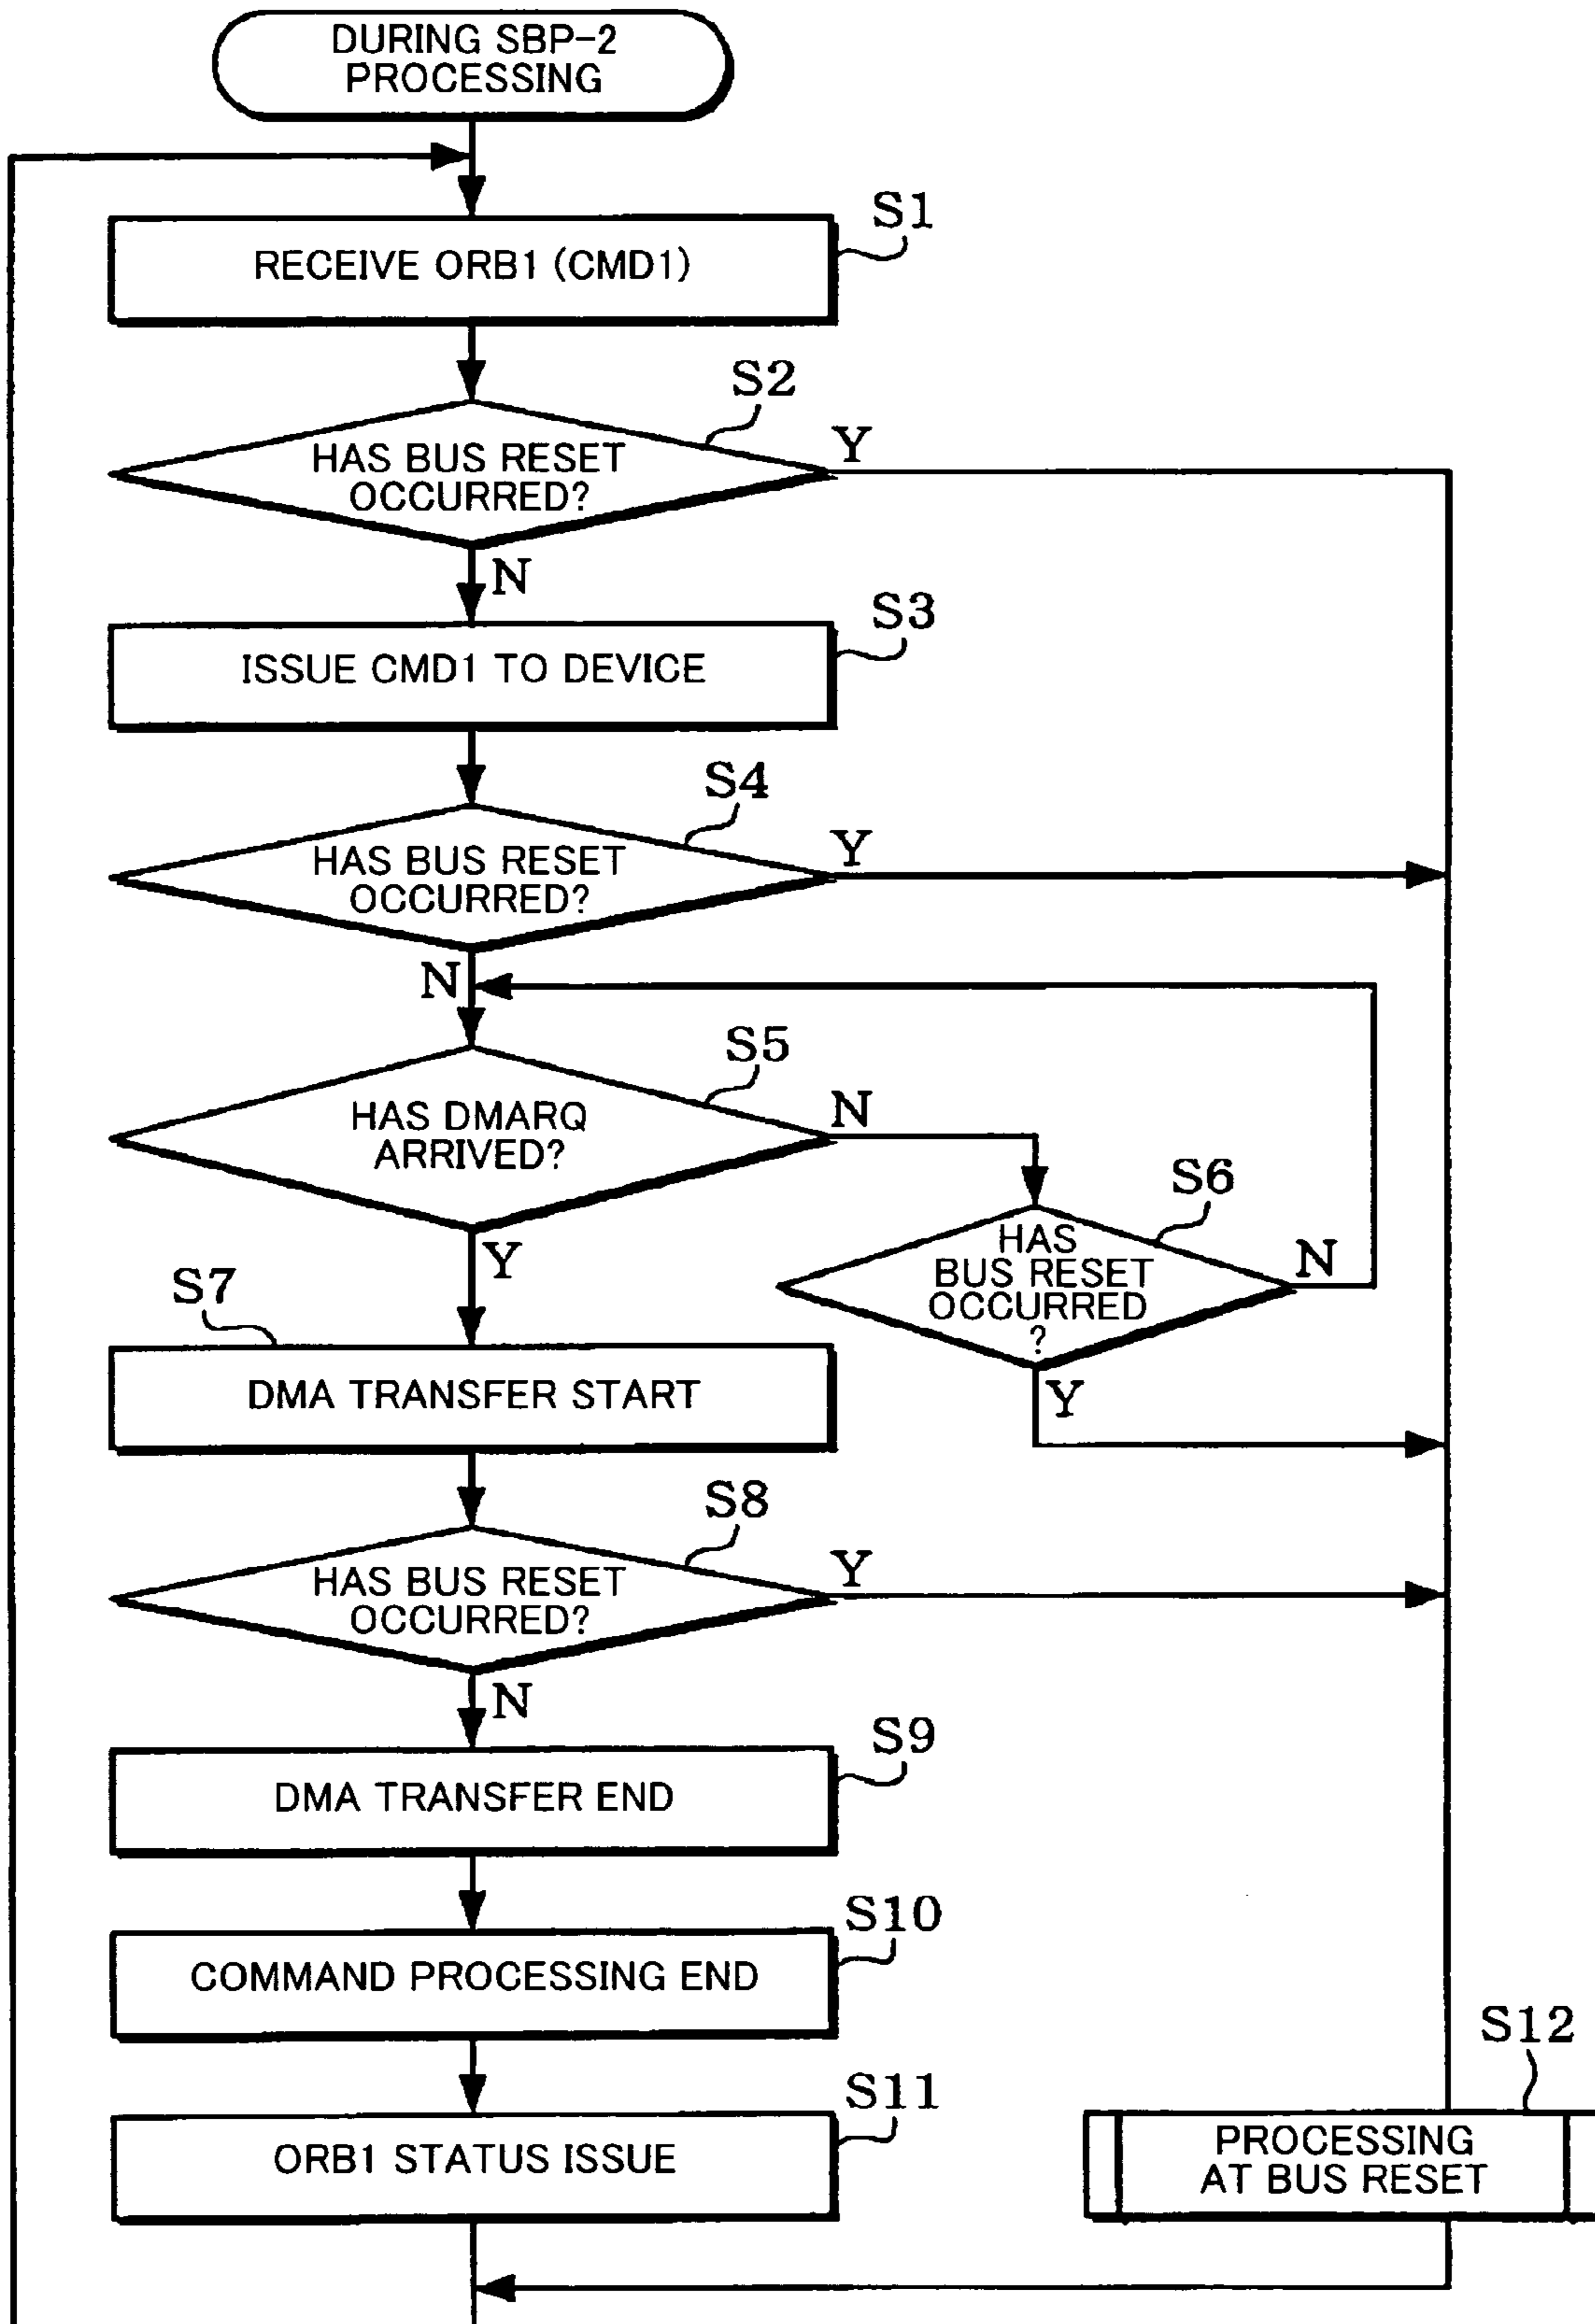 DURING SBP-2
PROCESSING
S1
RECEIVE ORB1 (CMD1)
S2
HAS BUS RESET
OCCURRED?
Y
N
S3
ISSUE CMD1 TO DEVICE
S4
HAS BUS RESET
OCCURRED?
Y
N
S5
HAS DMARQ
ARRIVED?
N
Y
S6
HAS
BUS RESET
OCCURRED
?
N
Y
S7
DMA TRANSFER START
S8
HAS BUS RESET
OCCURRED?
Y
N
S9
DMA TRANSFER END
S10
COMMAND PROCESSING END
S11
ORB1 STATUS ISSUE
S12
PROCESSING
AT BUS RESET